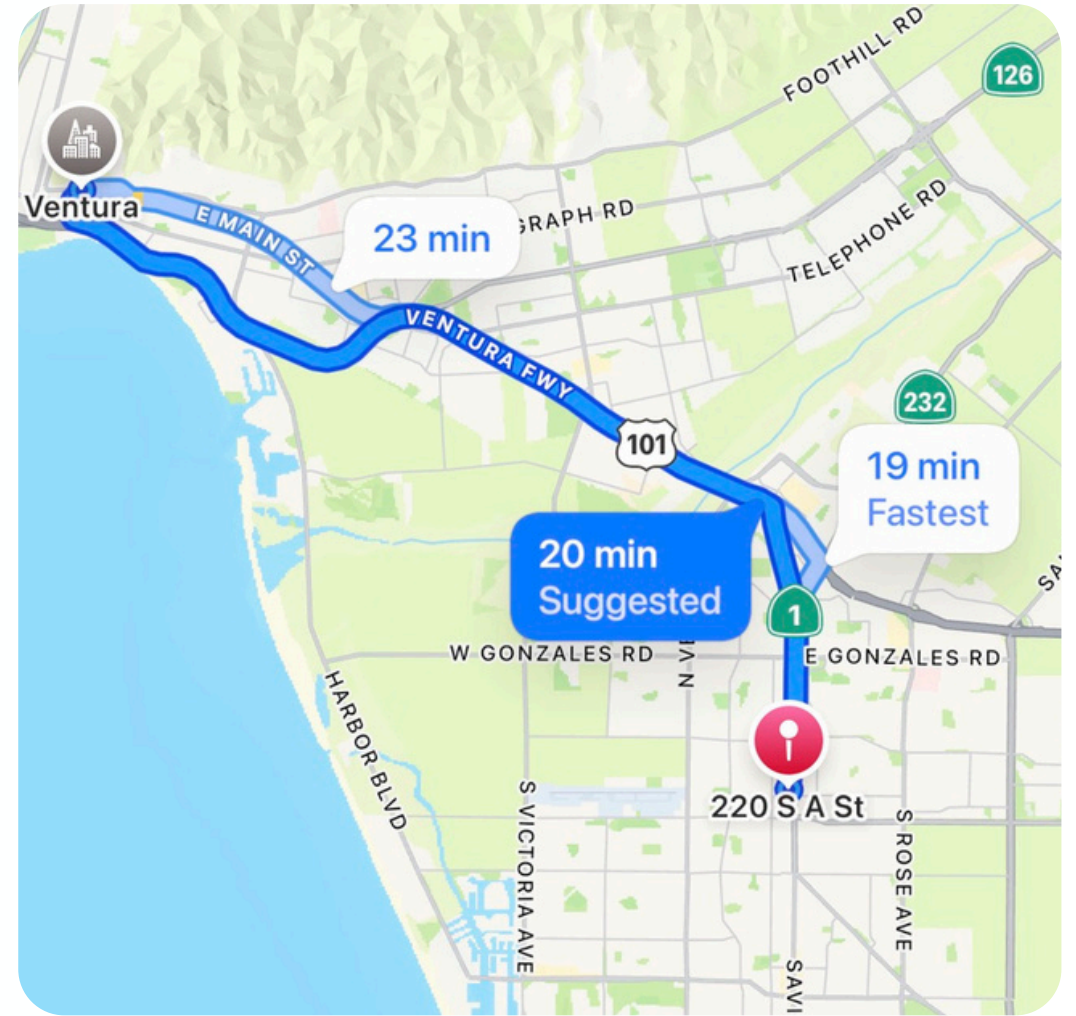 FOOTHILL RD
126
Ventura
E MAIN ST
23 min
GRAPH RD
TELEPHONE RD
VENTURA FWY
101
232
19 min
Fastest
20 min
Suggested
1
W GONZALES RD
E GONZALES RD
HARBOR BLVD
220 S A St
S VICTORIA AVE
S ROSE AVE
SAVI